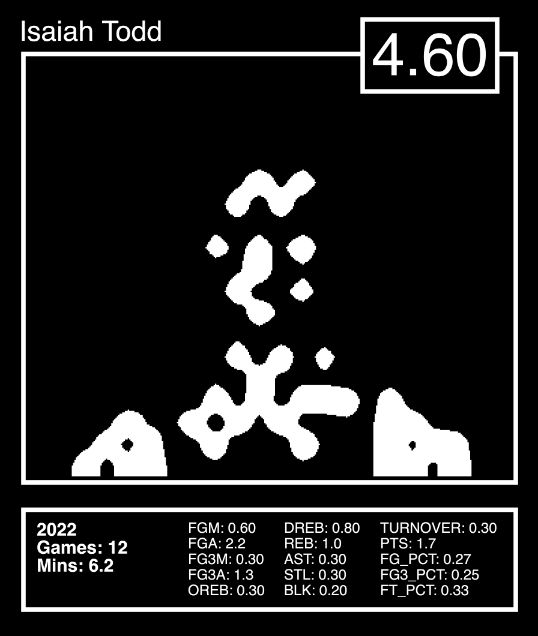 Isaiah Todd
4.60
2022
Games: 12
Mins: 6.2
FGM: 0.60
FGA: 2.2
FG3M: 0.30
FG3A: 1.3
OREB: 0.30
DREB: 0.80
REB: 1.0
AST: 0.30
STL: 0.30
BLK: 0.20
TURNOVER: 0.30
PTS: 1.7
FG_PCT: 0.27
FG3_PCT: 0.25
FT_PCT: 0.33